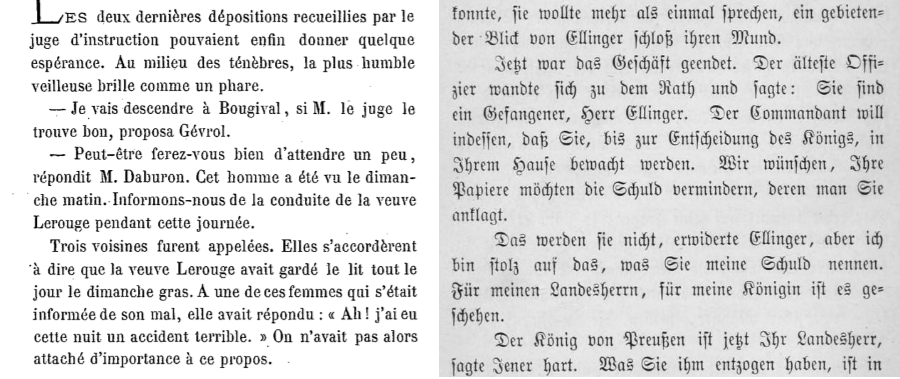 LES deux dernières dépositions recueillies par le
juge d'instruction pouvaient enfin donner quelque
espérance. Au milieu des ténèbres, la plus humble
veilleuse brille comme un phare.
— Je vais descendre à Bougival, si M. le juge le
trouve bon, proposa Gévrol.
— Peut-être ferez-vous bien d'attendre un peu,
répondit M. Daburon. Cet homme a été vu le diman-
che matin. Informons-nous de la conduite de la veuve
Lerouge pendant cette journée.
Trois voisines furent appelées. Elles s'accordèrent
à dire que la veuve Lerouge avait gardé le lit tout le
jour le dimanche gras. A une de ces femmes qui s'était
informée de son mal, elle avait répondu : « Ah! j'ai eu
cette nuit un accident terrible. » On n'avait pas alors
attaché d'importance à ce propos.
konnte, ſie wollte mehr als einmal ſprechen, ein gebieten-
der Blick von Ellinger ſchloß ihren Mund.
Jetzt war das Geſchäft geendet. Der älteſte Offi-
zier wandte ſich zu dem Rath und ſagte: Sie ſind
ein Gefangener, Herr Ellinger. Der Commandant will
indeſſen, daß Sie, bis zur Entſcheidung des Königs, in
Ihrem Hauſe bewacht werden. Wir wünſchen, Ihre
Papiere möchten die Schuld vermindern, deren man Sie
anklagt.
Das werden ſie nicht, erwiderte Ellinger, aber ich
bin ſtolz auf das, was Sie meine Schuld nennen.
Für meinen Landesherrn, für meine Königin iſt es ge-
ſchehen.
Der König von Preußen iſt jetzt Ihr Landesherr,
ſagte Jener hart. Was Sie ihm entzogen haben, iſt in